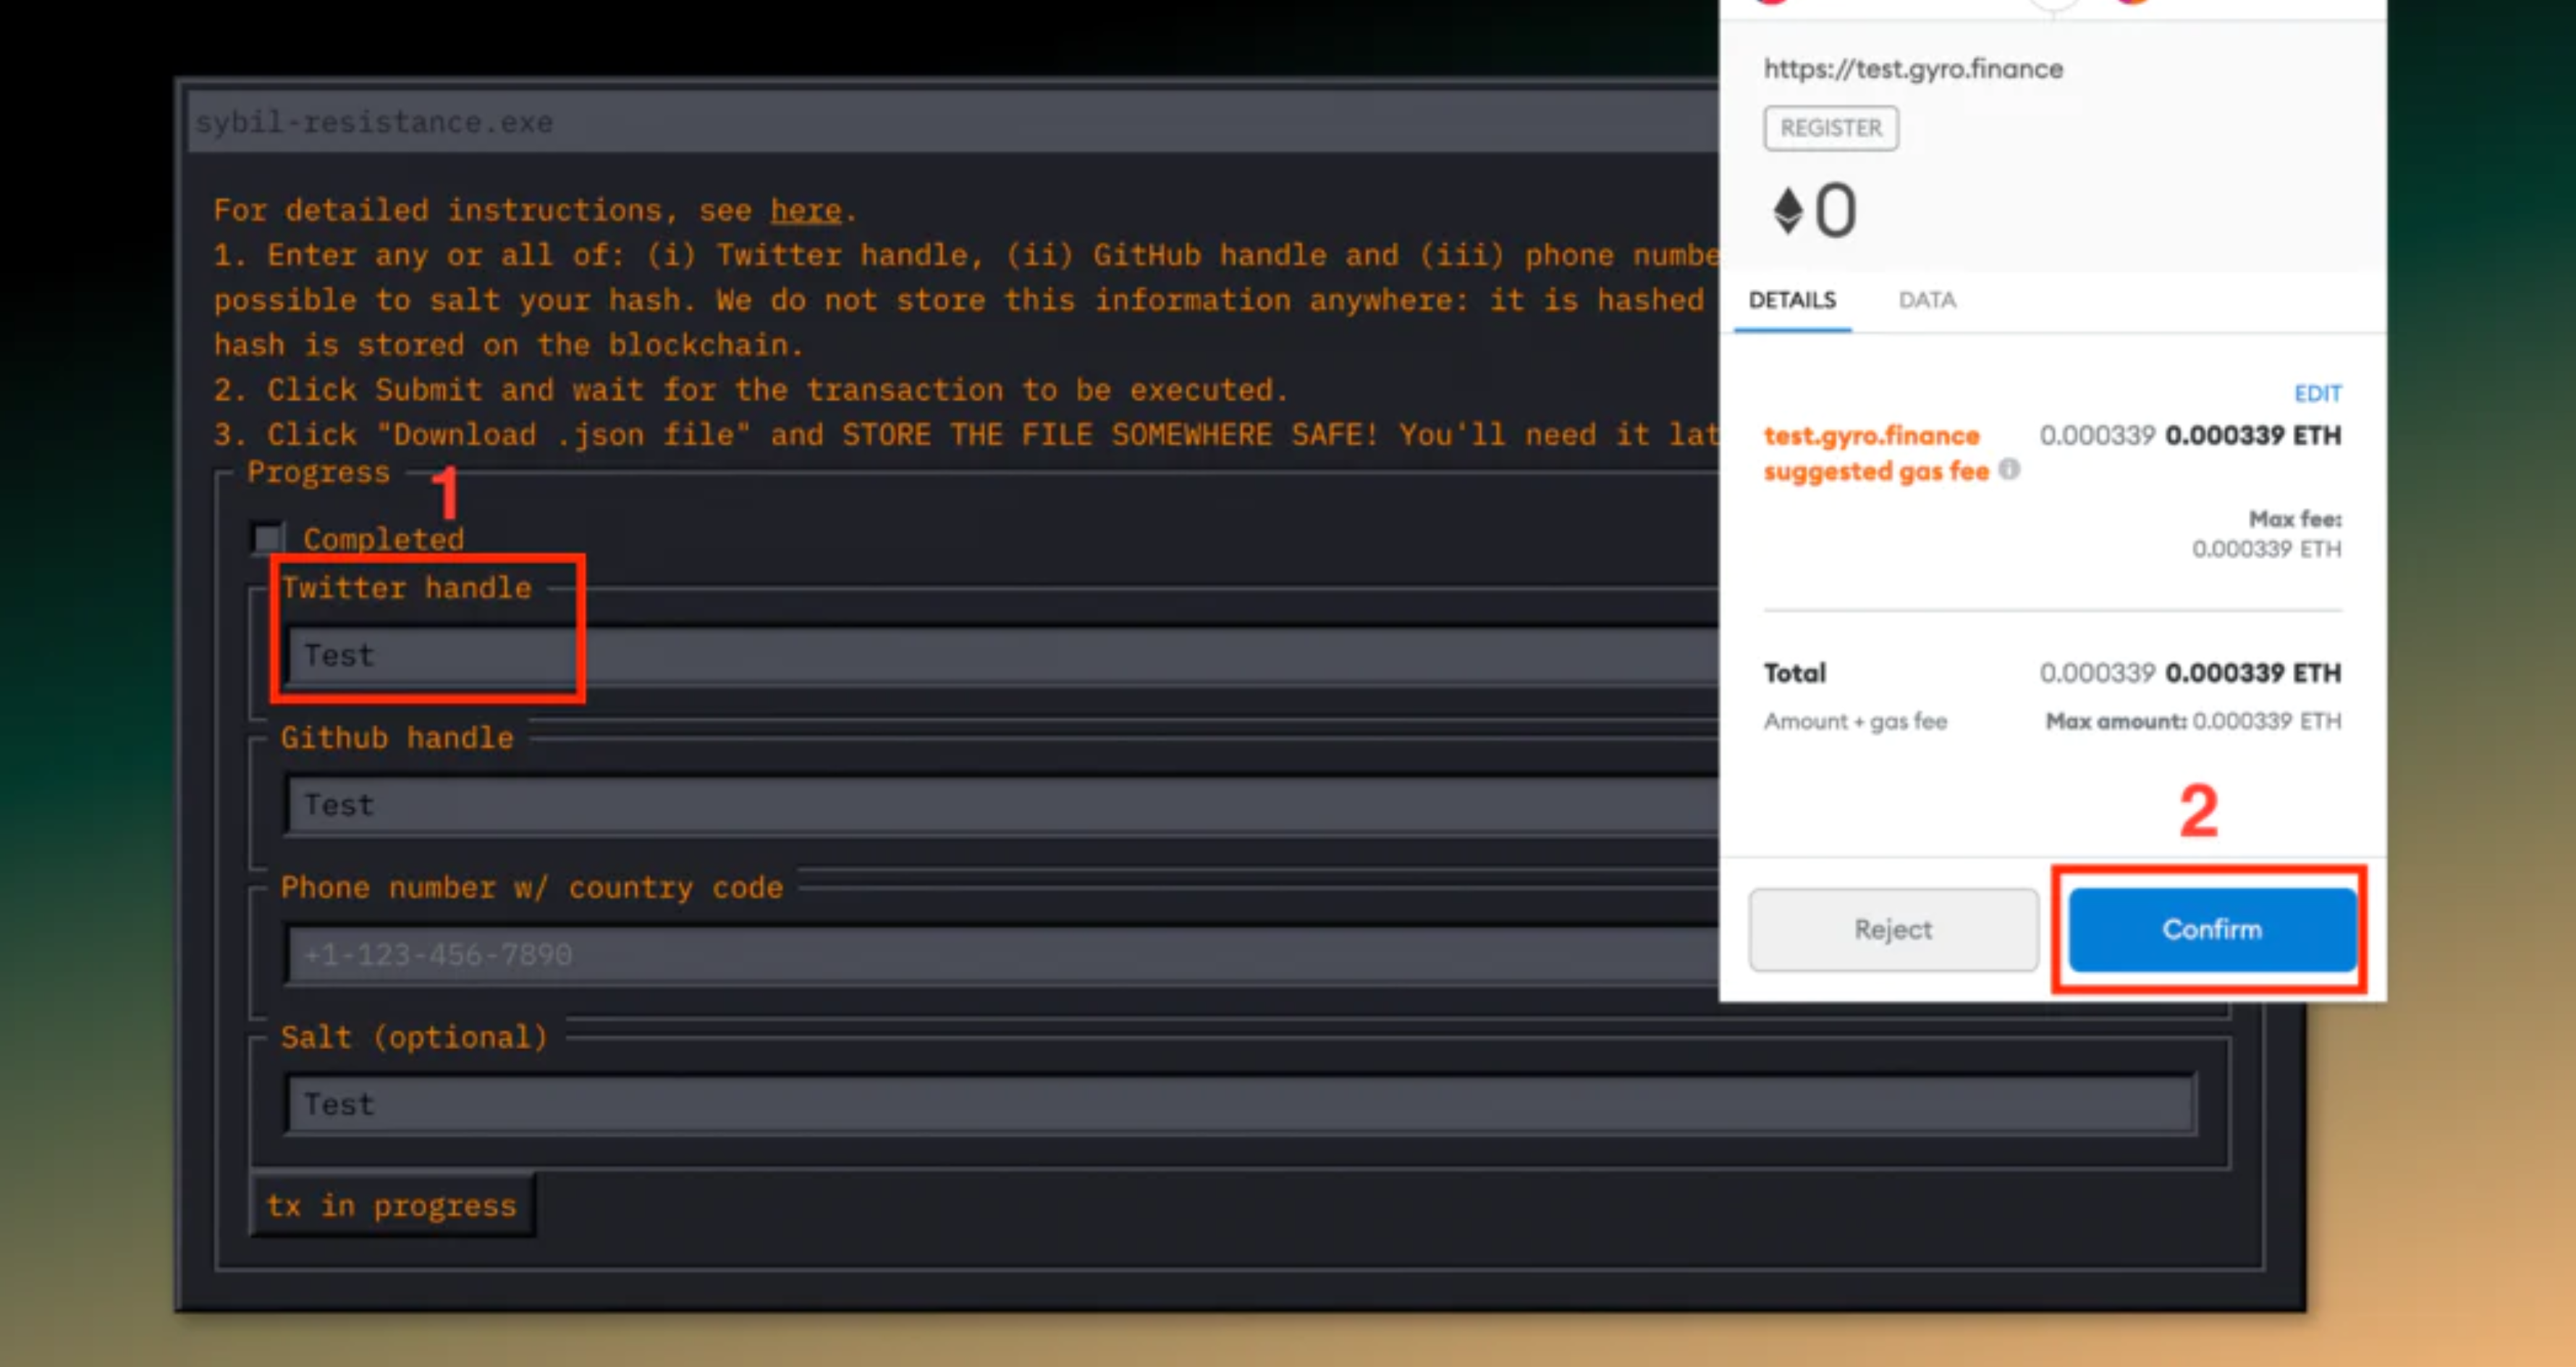 sybil-resistance.exe
For detailed instructions, see here.
1. Enter any or all of: (i) Twitter handle, (ii) GitHub handle and (iii) phone numbe
possible to salt your hash. We do not store this information anywhere: it is hashed
hash is stored on the blockchain.
2. Click Submit and wait for the transaction to be executed.
3. Click "Download .json file" and STORE THE FILE SOMEWHERE SAFE! You'll need it lat
Progress
1
Completed
Twitter handle
Test
Github handle
Test
Phone number w/ country code
+1-123-456-7890
Salt (optional)
Test
tx in progress
https://test.gyro.finance
REGISTER
0
DETAILS DATA
EDIT
test.gyro.finance 0.000339 0.000339 ETH
suggested gas fee
Max fee:
0.000339 ETH
Total 0.000339 0.000339 ETH
Amount + gas fee Max amount: 0.000339 ETH
2
Reject Confirm